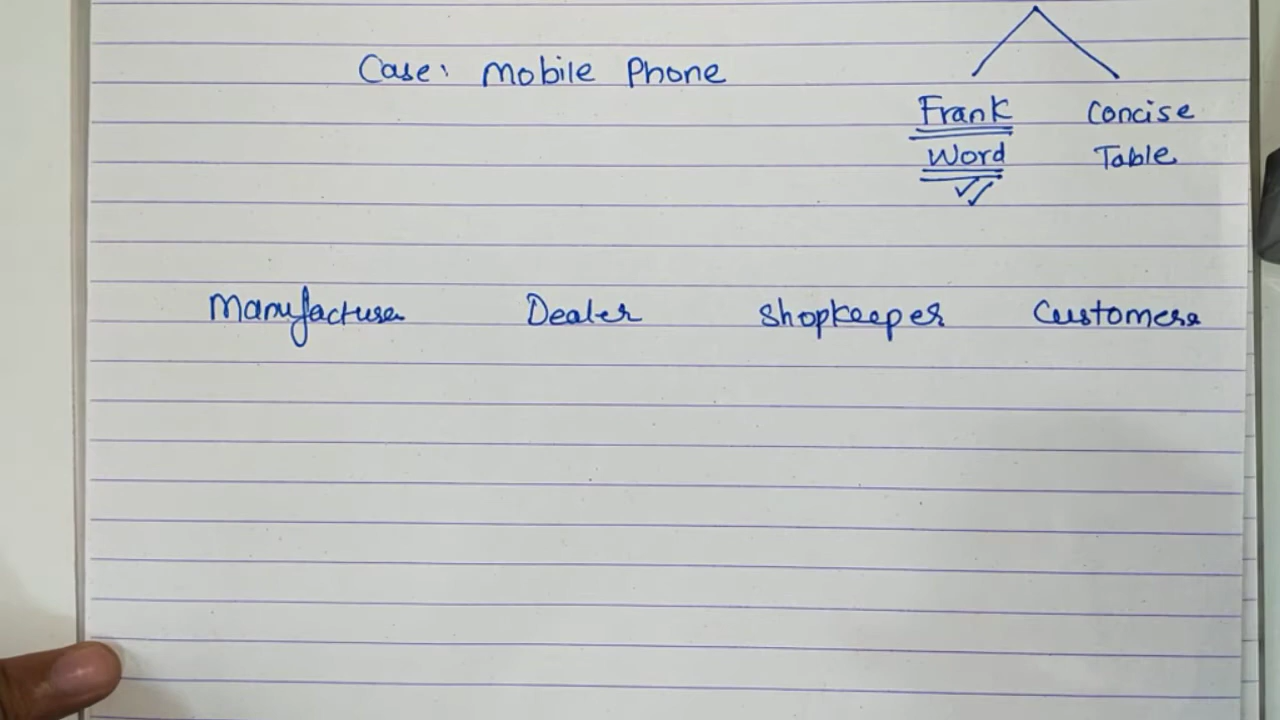 Case: Mobile Phone
Frank Concise
Word Table
Manufacturer Dealer Shopkeeper Customers